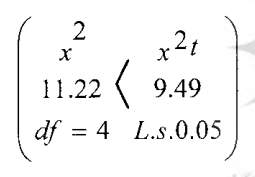 x² x²t
11.22 < 9.49
df = 4 L.s.0.05